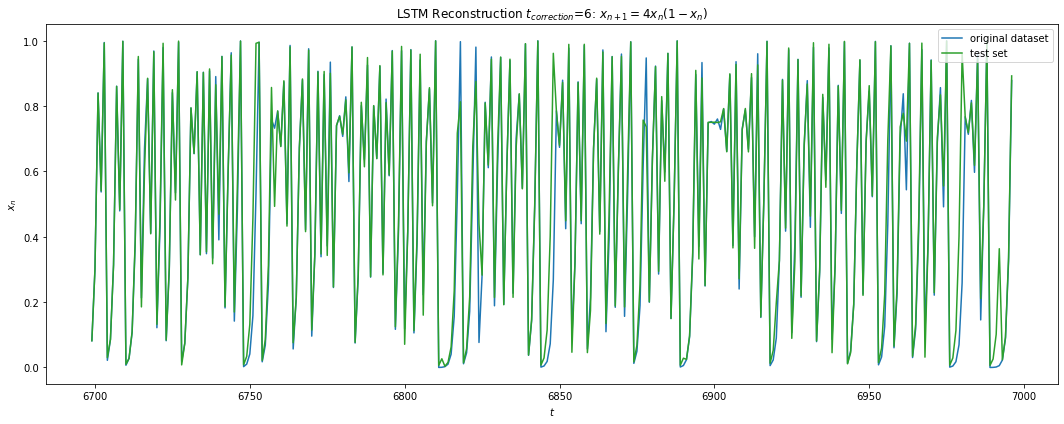 LSTM Reconstruction $t_{correction}$=6: $x_{n+1} = 4x_n(1 - x_n)$
original dataset
test set
1.0
0.8
0.6
0.4
0.2
0.0
$x_n$
6700 6750 6800 6850 6900 6950 7000
$t$